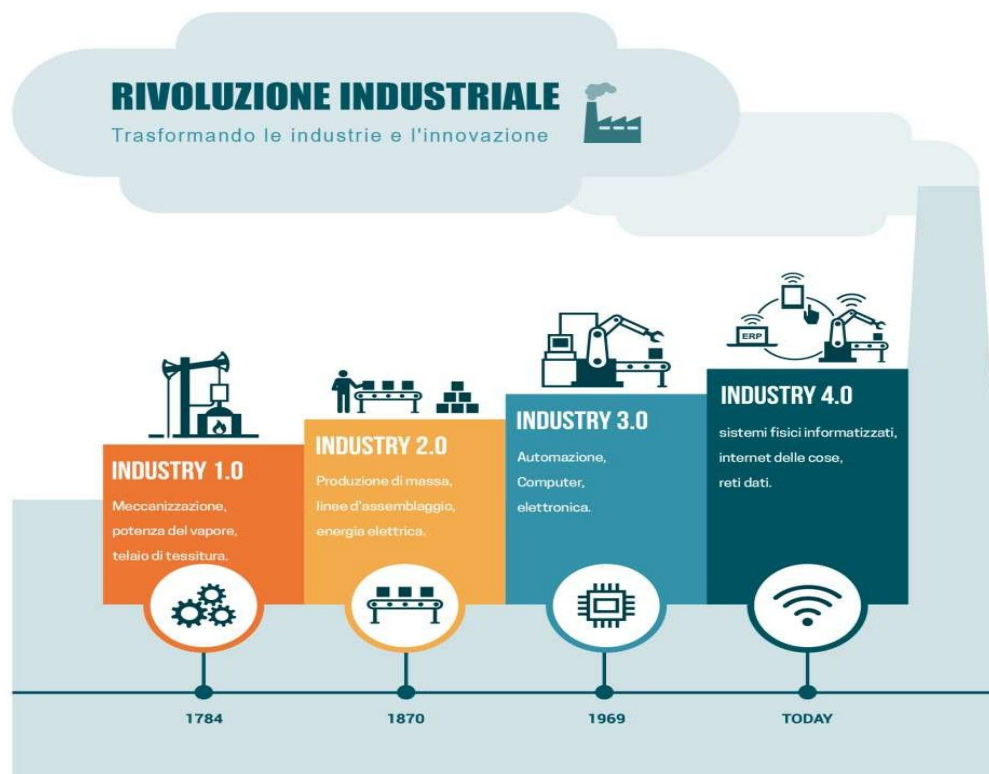 RIVOLUZIONE INDUSTRIALE
Trasformando le industrie e l'innovazione
ERP
INDUSTRY 1.0
Meccanizzazione,
potenza del vapore,
telaio di tessitura.
INDUSTRY 2.0
Produzione di massa,
linee d'assemblaggio,
energia elettrica.
INDUSTRY 3.0
Automazione,
Computer,
elettronica.
INDUSTRY 4.0
sistemi fisici informatizzati,
internet delle cose,
reti dati.
1784
1870
1969
TODAY